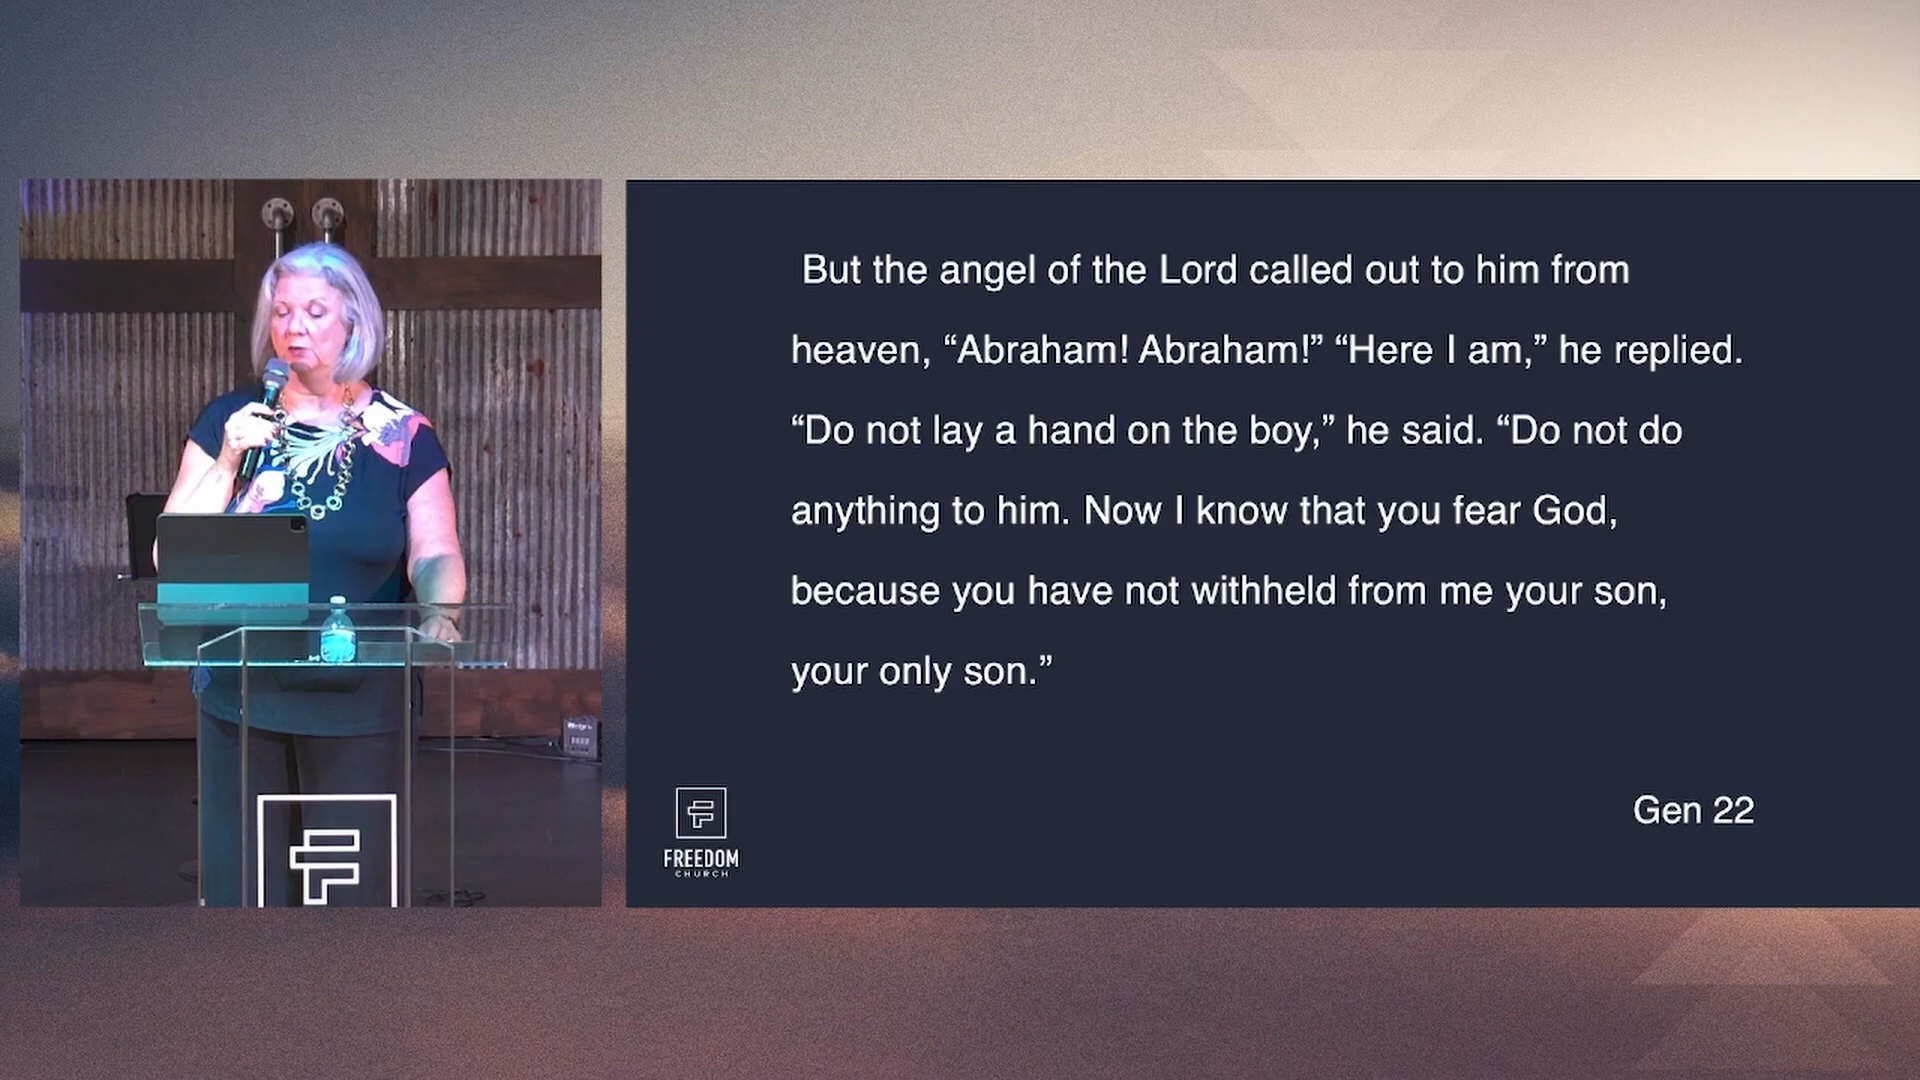 But the angel of the Lord called out to him from
heaven, “Abraham! Abraham!” “Here I am,” he replied.
“Do not lay a hand on the boy,” he said. “Do not do
anything to him. Now I know that you fear God,
because you have not withheld from me your son,
your only son.”
Gen 22
FREEDOM
CHURCH